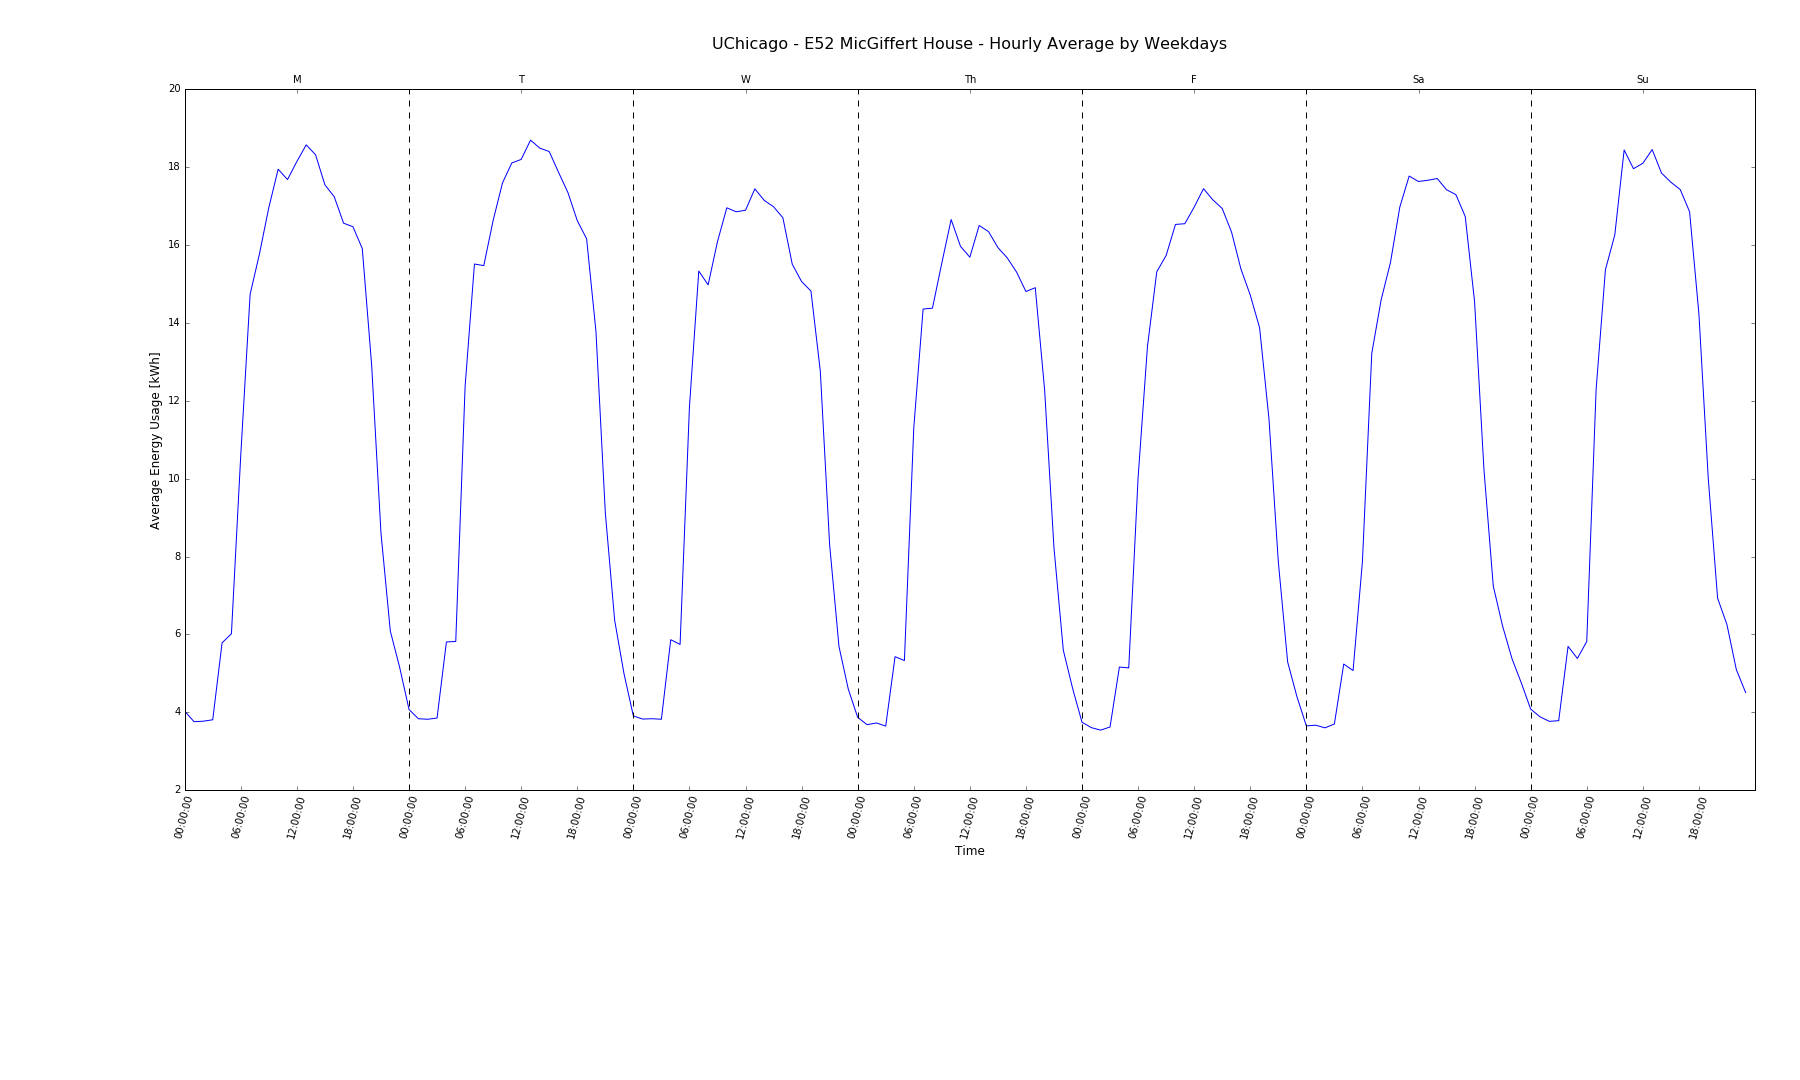 UChicago - E52 MicGiffert House - Hourly Average by Weekdays
M T W Th F Sa Su
20
18
16
14
12
10
8
6
4
2
Average Energy Usage [kWh]
00:00:00 06:00:00 12:00:00 18:00:00 00:00:00 06:00:00 12:00:00 18:00:00 00:00:00 06:00:00 12:00:00 18:00:00 00:00:00 06:00:00 12:00:00 18:00:00 00:00:00 06:00:00 12:00:00 18:00:00 00:00:00 06:00:00 12:00:00 18:00:00 00:00:00 06:00:00 12:00:00 18:00:00
Time